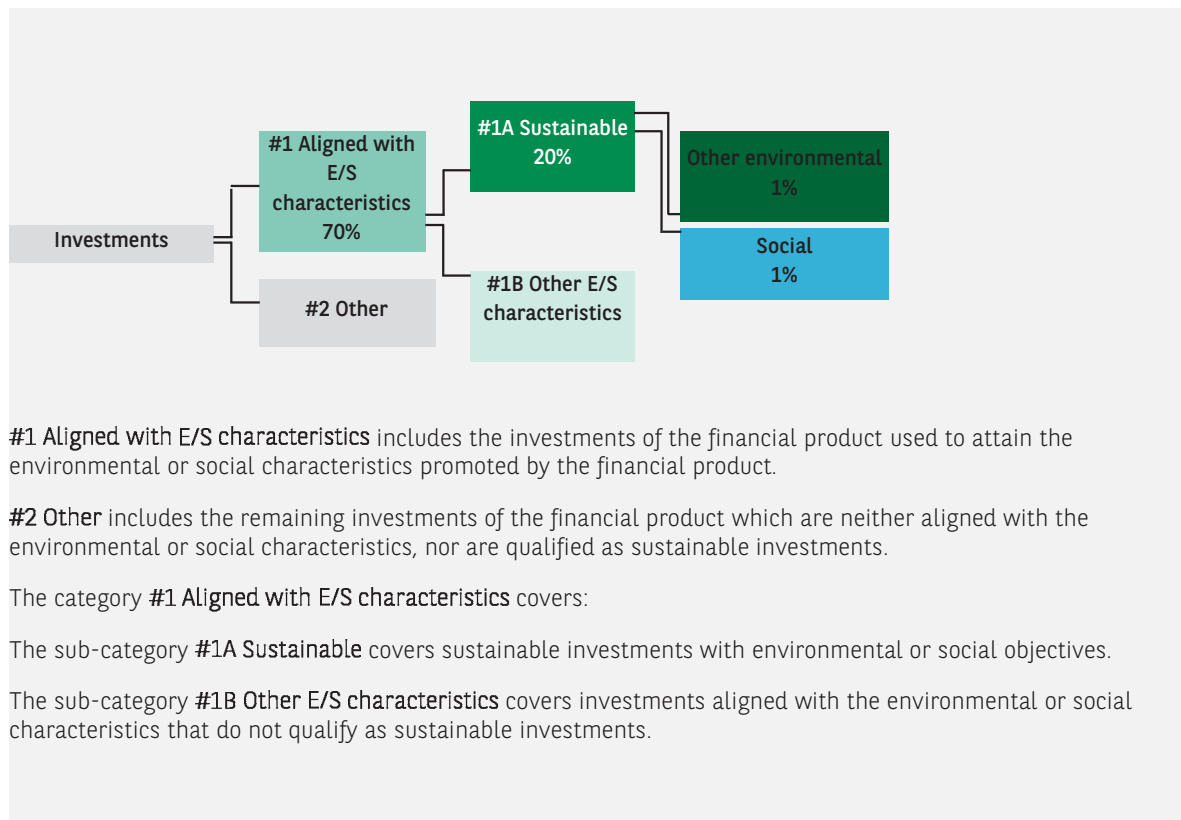 Investments
#1 Aligned with
E/S
characteristics
70%
#2 Other
#1A Sustainable
20%
#1B Other E/S
characteristics
Other environmental
1%
Social
1%
#1 Aligned with E/S characteristics includes the investments of the financial product used to attain the
environmental or social characteristics promoted by the financial product.
#2 Other includes the remaining investments of the financial product which are neither aligned with the
environmental or social characteristics, nor are qualified as sustainable investments.
The category #1 Aligned with E/S characteristics covers:
The sub-category #1A Sustainable covers sustainable investments with environmental or social objectives.
The sub-category #1B Other E/S characteristics covers investments aligned with the environmental or social
characteristics that do not qualify as sustainable investments.